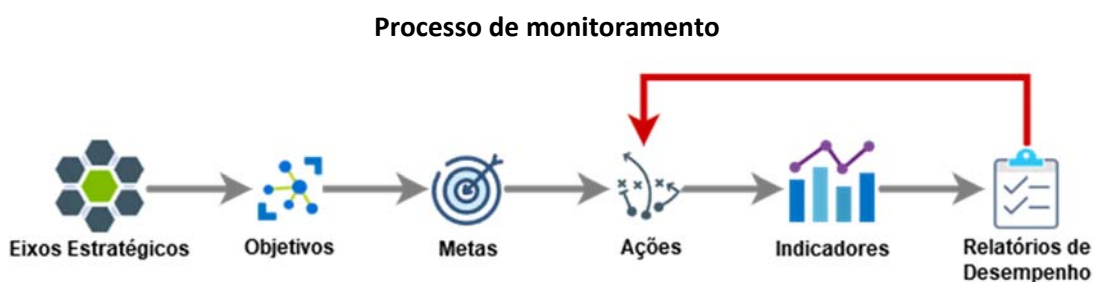 Processo de monitoramento
Eixos Estratégicos
Objetivos
Metas
Ações
Indicadores
Relatórios de
Desempenho